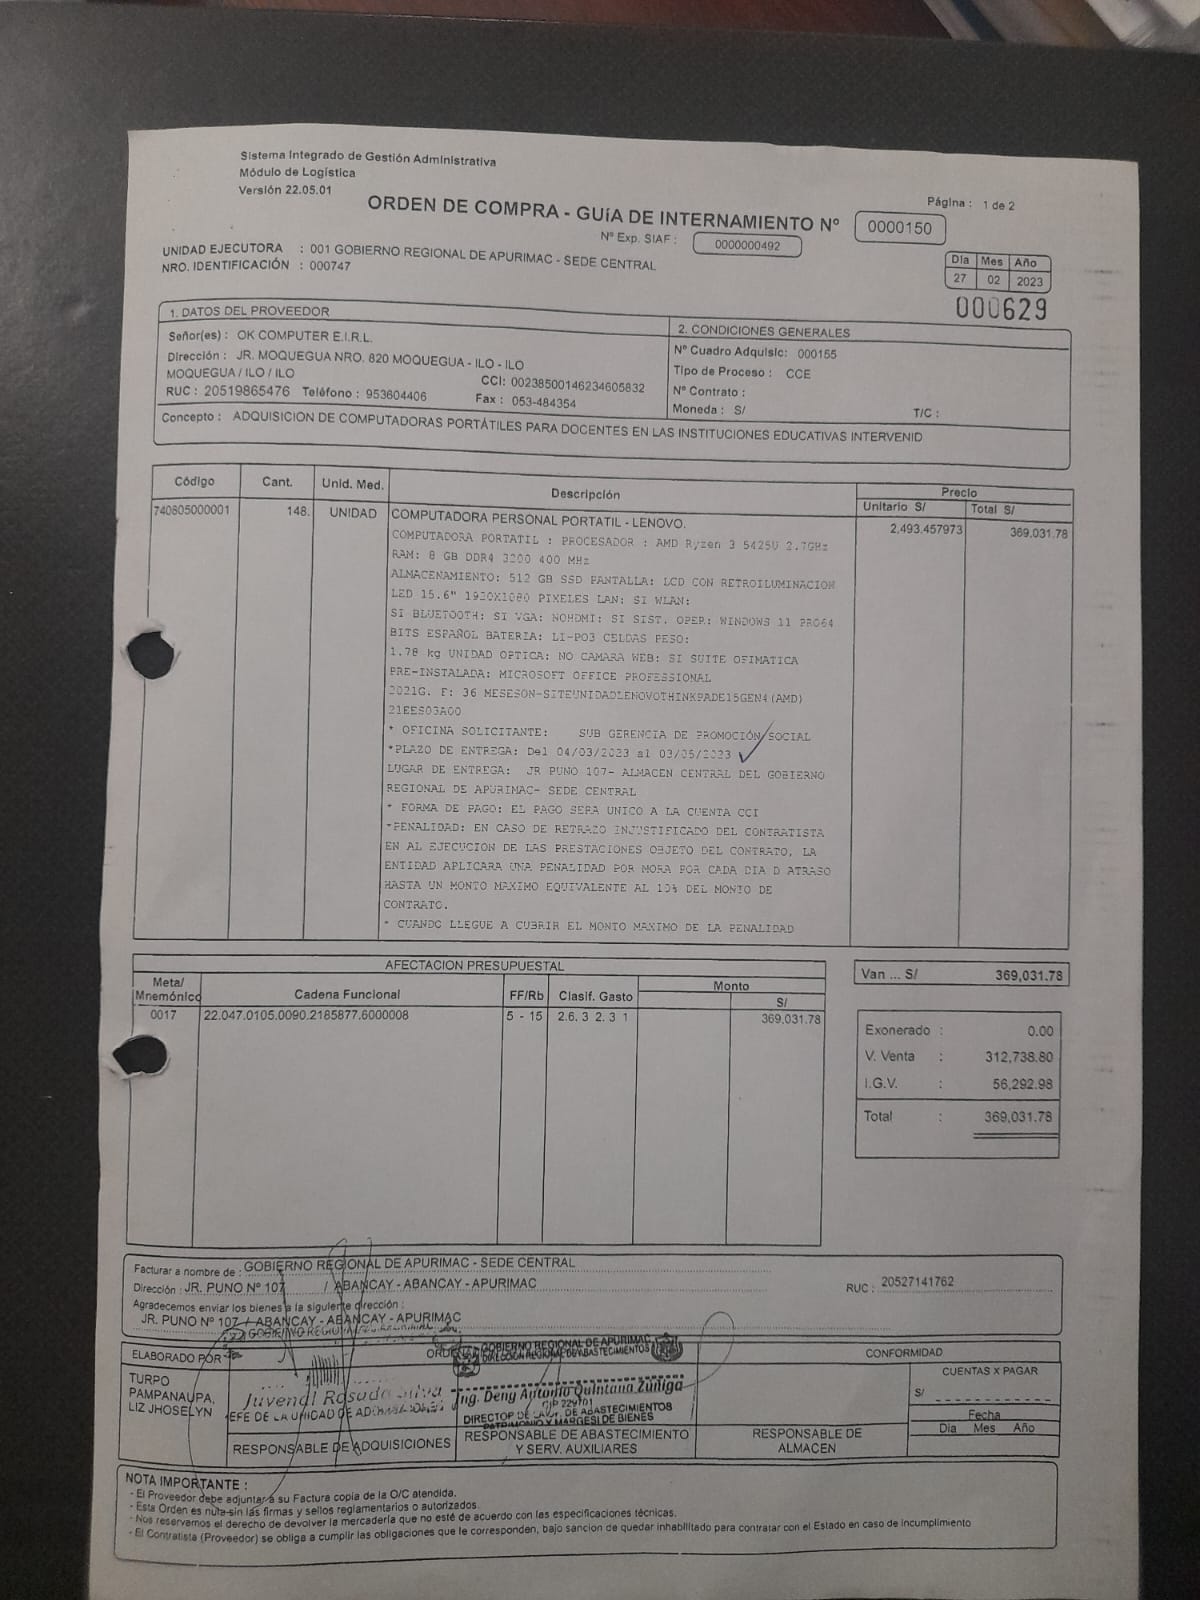 Sistema Integrado de Gestión Administrativa
Módulo de Logística
Versión 22.05.01
Página : 1 de 2
ORDEN DE COMPRA - GUíA DE INTERNAMIENTO Nº 0000150
Nº Exp. SIAF : 0000000492
UNIDAD EJECUTORA : 001 GOBIERNO REGIONAL DE APURIMAC - SEDE CENTRAL
NRO. IDENTIFICACIÓN : 000747
Día Mes Año
27 02 2023
000629
1. DATOS DEL PROVEEDOR
Señor(es) : OK COMPUTER E.I.R.L.
Dirección : JR. MOQUEGUA NRO. 820 MOQUEGUA - ILO - ILO
MOQUEGUA / ILO / ILO
CCI: 00238500146234605832
RUC : 20519865476 Teléfono : 953604406
Fax : 053-484354
2. CONDICIONES GENERALES
Nº Cuadro Adquisic: 000155
Tipo de Proceso : CCE
Nº Contrato :
Moneda : S/ T/C :
Concepto : ADQUISICION DE COMPUTADORAS PORTÁTILES PARA DOCENTES EN LAS INSTITUCIONES EDUCATIVAS INTERVENID
Código Cant. Unid. Med. Descripción Precio
Unitario S/ Total S/
740805000001 148. UNIDAD COMPUTADORA PERSONAL PORTATIL - LENOVO. 2,493.457973 369,031.78
COMPUTADORA PORTATIL : PROCESADOR : AMD Ryzen 3 5425U 2.7GHz
RAM: 8 GB DDR4 3200 400 MHz
ALMACENAMIENTO: 512 GB SSD PANTALLA: LCD CON RETROILUMINACION
LED 15.6" 1920X1080 PIXELES LAN: SI WLAN:
SI BLUETOOTH: SI VGA: NOHDMI: SI SIST. OPER: WINDOWS 11 PRO64
BITS ESPAÑOL BATERIA: LI-PO3 CELDAS PESO:
1.78 kg UNIDAD OPTICA: NO CAMARA WEB: SI SUITE OFIMATICA
PRE-INSTALADA: MICROSOFT OFFICE PROFESSIONAL
2021G. F: 36 MESESON-SITEUNIDADLENOVOTHINKPADE15GEN4(AMD)
21EES03A00
* OFICINA SOLICITANTE: SUB GERENCIA DE PROMOCIÓN SOCIAL
*PLAZO DE ENTREGA: Del 04/03/2023 al 03/05/2023
LUGAR DE ENTREGA: JR PUNO 107- ALMACEN CENTRAL DEL GOBIERNO
REGIONAL DE APURIMAC- SEDE CENTRAL
* FORMA DE PAGO: EL PAGO SERA UNICO A LA CUENTA CCI
*PENALIDAD: EN CASO DE RETRAZO INJUSTIFICADO DEL CONTRATISTA
EN AL EJECUCION DE LAS PRESTACIONES OBJETO DEL CONTRATO, LA
ENTIDAD APLICARA UNA PENALIDAD POR MORA POR CADA DIA D ATRASO
HASTA UN MONTO MAXIMO EQUIVALENTE AL 10% DEL MONTO DE
CONTRATO.
* CUANDO LLEGUE A CUBRIR EL MONTO MAXIMO DE LA PENALIDAD
AFECTACION PRESUPUESTAL
Meta/ Mnemónico Cadena Funcional FF/Rb Clasif. Gasto Monto
S/
0017 22.047.0105.0090.2185877.6000008 5 - 15 2.6. 3 2. 3 1 369,031.78
Van ... S/ 369,031.78
Exonerado : 0.00
V. Venta : 312,738.80
I.G.V. : 56,292.98
Total : 369,031.78
Facturar a nombre de : GOBIERNO REGIONAL DE APURIMAC - SEDE CENTRAL
Dirección : JR. PUNO Nº 107 / ABANCAY - ABANCAY - APURIMAC
RUC : 20527141762
Agradecemos enviar los bienes a la siguiente dirección :
JR. PUNO Nº 107 / ABANCAY - ABANCAY - APURIMAC
ELABORADO POR
TURPO
PAMPANAUPA,
LIZ JHOSELYN
GOBIERNO REGIONAL DE APURIMAC
DIRECCION REGIONAL DE ABASTECIMIENTOS
Ing. Deny Antonio Quintana Zúñiga
DIRECTOR DE ABASTECIMIENTOS
PATRIMONIO Y MARGESI DE BIENES
RESPONSABLE DE ADQUISICIONES
RESPONSABLE DE ABASTECIMIENTO
Y SERV. AUXILIARES
RESPONSABLE DE
ALMACEN
CONFORMIDAD
CUENTAS X PAGAR
S/
Fecha
Día Mes Año
NOTA IMPORTANTE :
- El Proveedor debe adjuntar a su Factura copia de la O/C atendida.
- Esta Orden es nula sin las firmas y sellos reglamentarios o autorizados.
- Nos reservamos el derecho de devolver la mercadería que no esté de acuerdo con las especificaciones técnicas.
- El Contratista (Proveedor) se obliga a cumplir las obligaciones que le corresponden, bajo sancion de quedar inhabilitado para contratar con el Estado en caso de incumplimiento